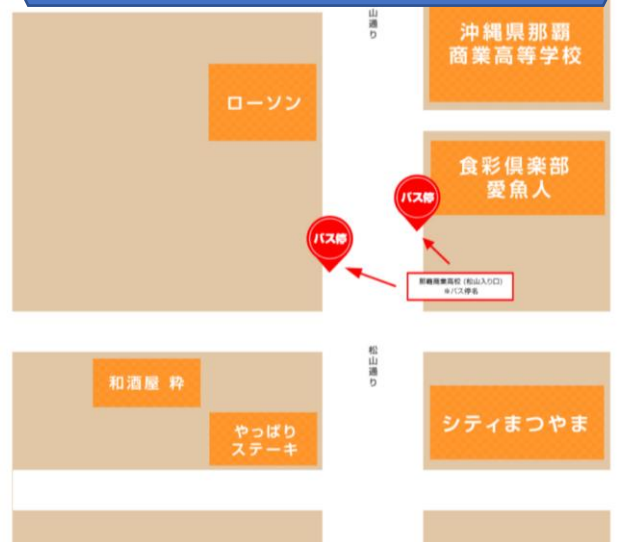 山通り
沖縄県那覇
商業高等学校
ローソン
食彩倶楽部
愛魚人
バス停
バス停
那覇商業高校 (松山入り口)
※バス停名
松山通り
和酒屋 粋
やっぱり
ステーキ
シティまつやま